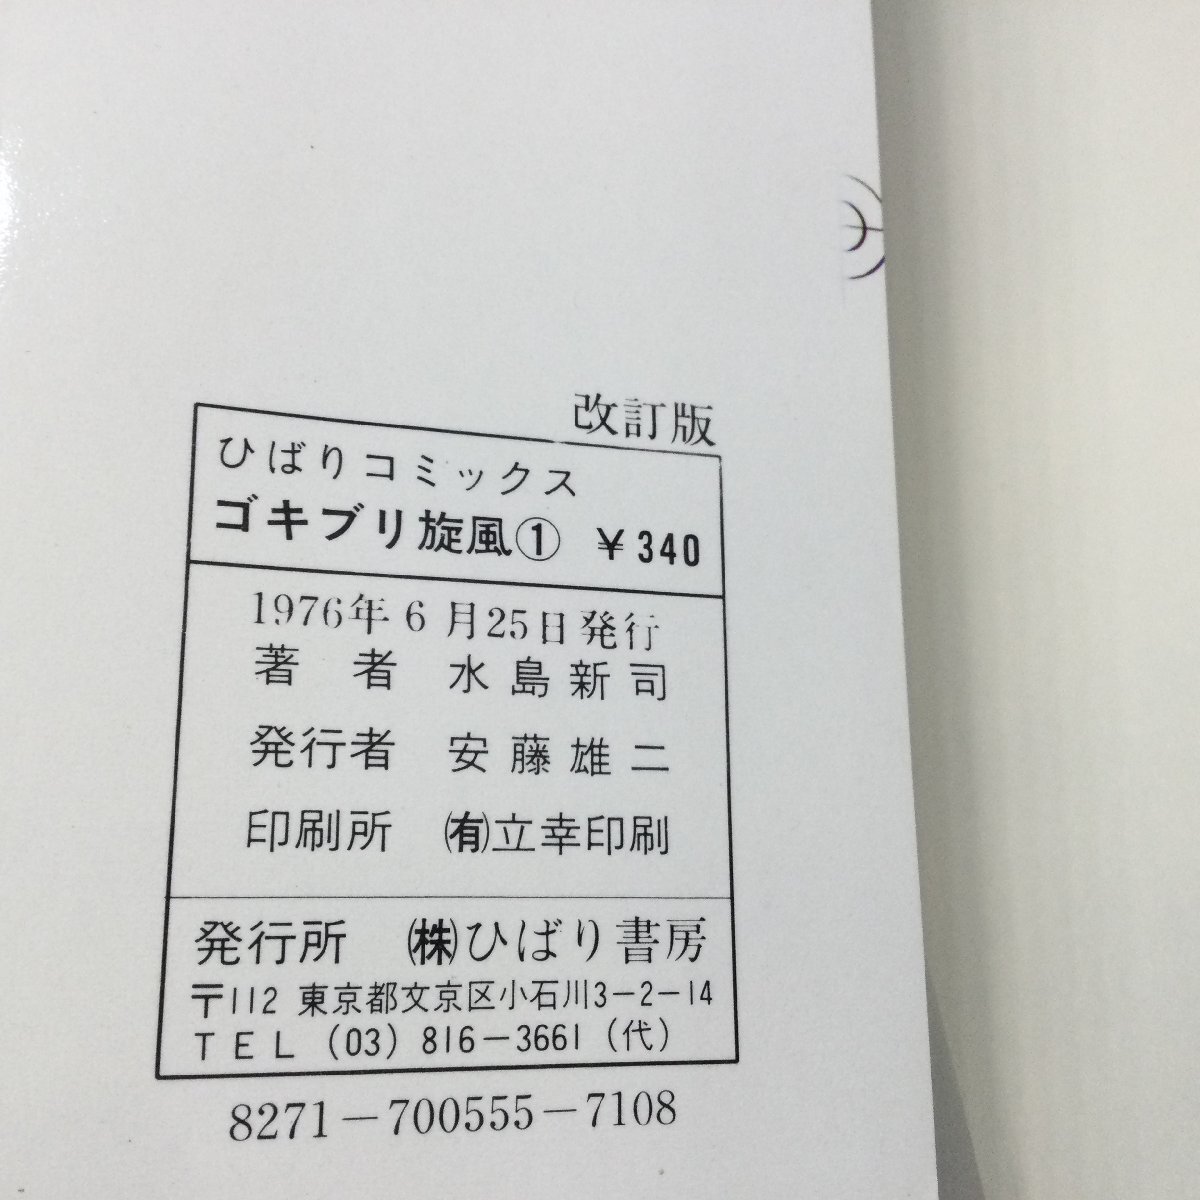 改訂版
ひばりコミックス
ゴキブリ旋風① ￥340
1976年6月25日発行
著者 水島新司
発行者 安藤雄二
印刷所 ㈲立幸印刷
発行所 ㈱ひばり書房
〒112 東京都文京区小石川3-2-14
TEL (03) 816-3661 (代)
8271-700555-7108